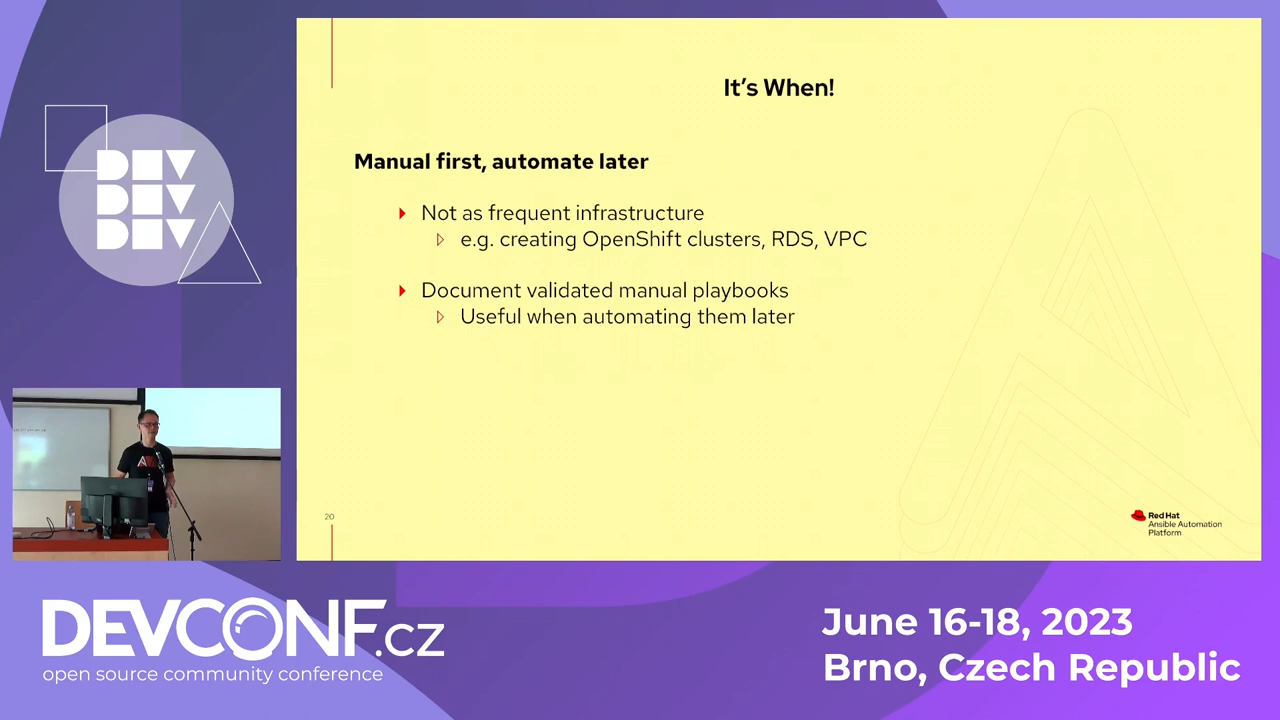 DEV
DEV
DEV
It's When!
Manual first, automate later
Not as frequent infrastructure
e.g. creating OpenShift clusters, RDS, VPC
Document validated manual playbooks
Useful when automating them later
20
Red Hat
Ansible Automation
Platform
DEVCONF.cz
open source community conference
June 16-18, 2023
Brno, Czech Republic